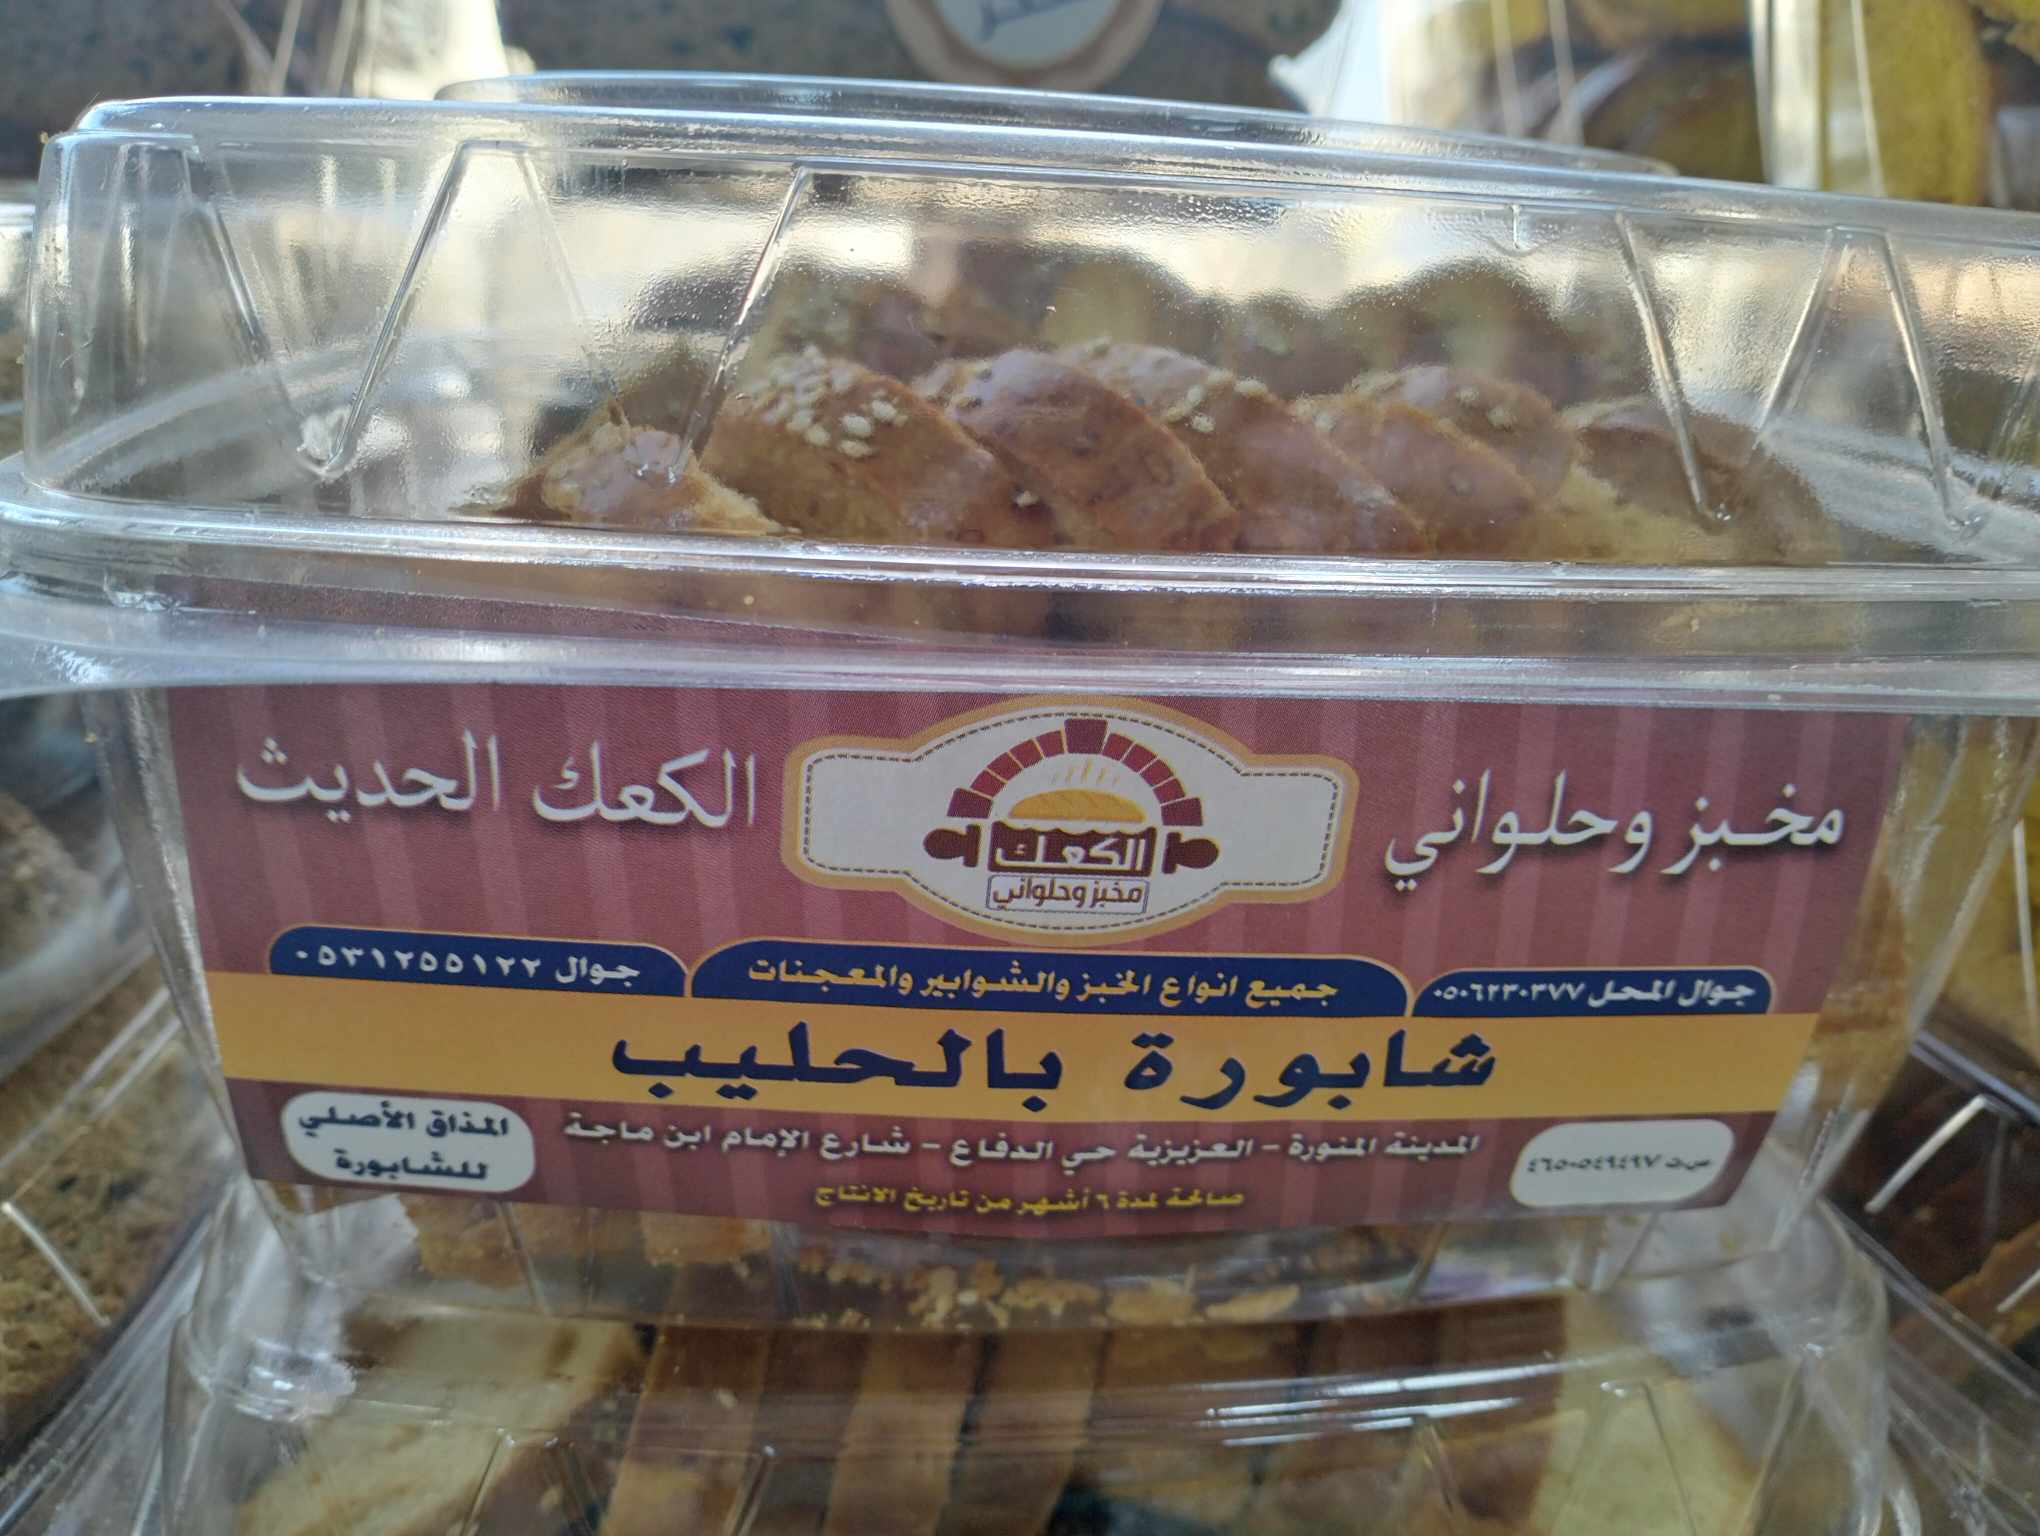 مخبز وحلواني
الكعك
مخبز وحلواني
الكعك الحديث
جوال المحل ٠٥٠٦٢٣٠٣٧٧
جميع انواع الخبز والشوابير والمعجنات
جوال ٠٥٣١٢٥٥١٢٢
شابورة بالحليب
س.ت ٤٦٥٠٥٤٩٤٩٧
المدينة المنورة - العزيزية حي الدفاع - شارع الإمام ابن ماجة
صالحة لمدة ٦ أشهر من تاريخ الانتاج
المذاق الأصلي
للشابورة